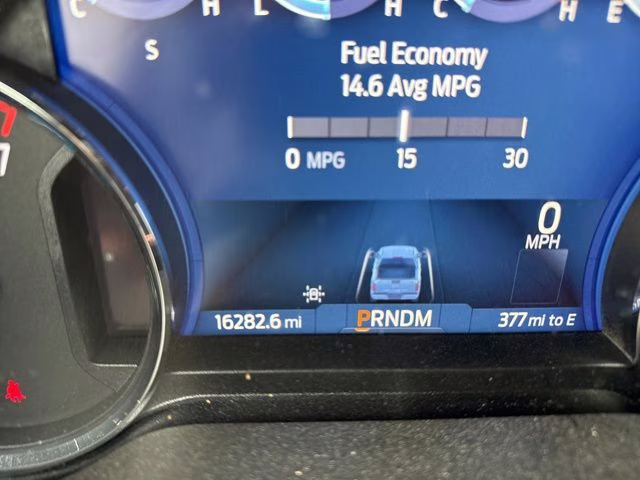 C H L H C H E
S
Fuel Economy
14.6 Avg MPG
0 MPG 15 30
7
0
MPH
16282.6 mi PRNDM 377 mi to E